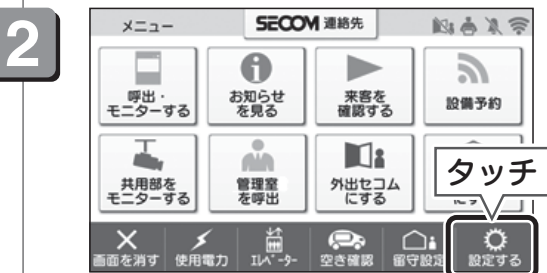 2
メニュー
SECOM 連絡先
呼出・
モニターする
お知らせ
を見る
来客を
確認する
設備予約
共用部を
モニターする
管理室
を呼出
外出セコム
にする
にする
タッチ
画面を消す
使用電力
ｴﾚﾍﾞｰﾀｰ
空き確認
留守設定
設定する